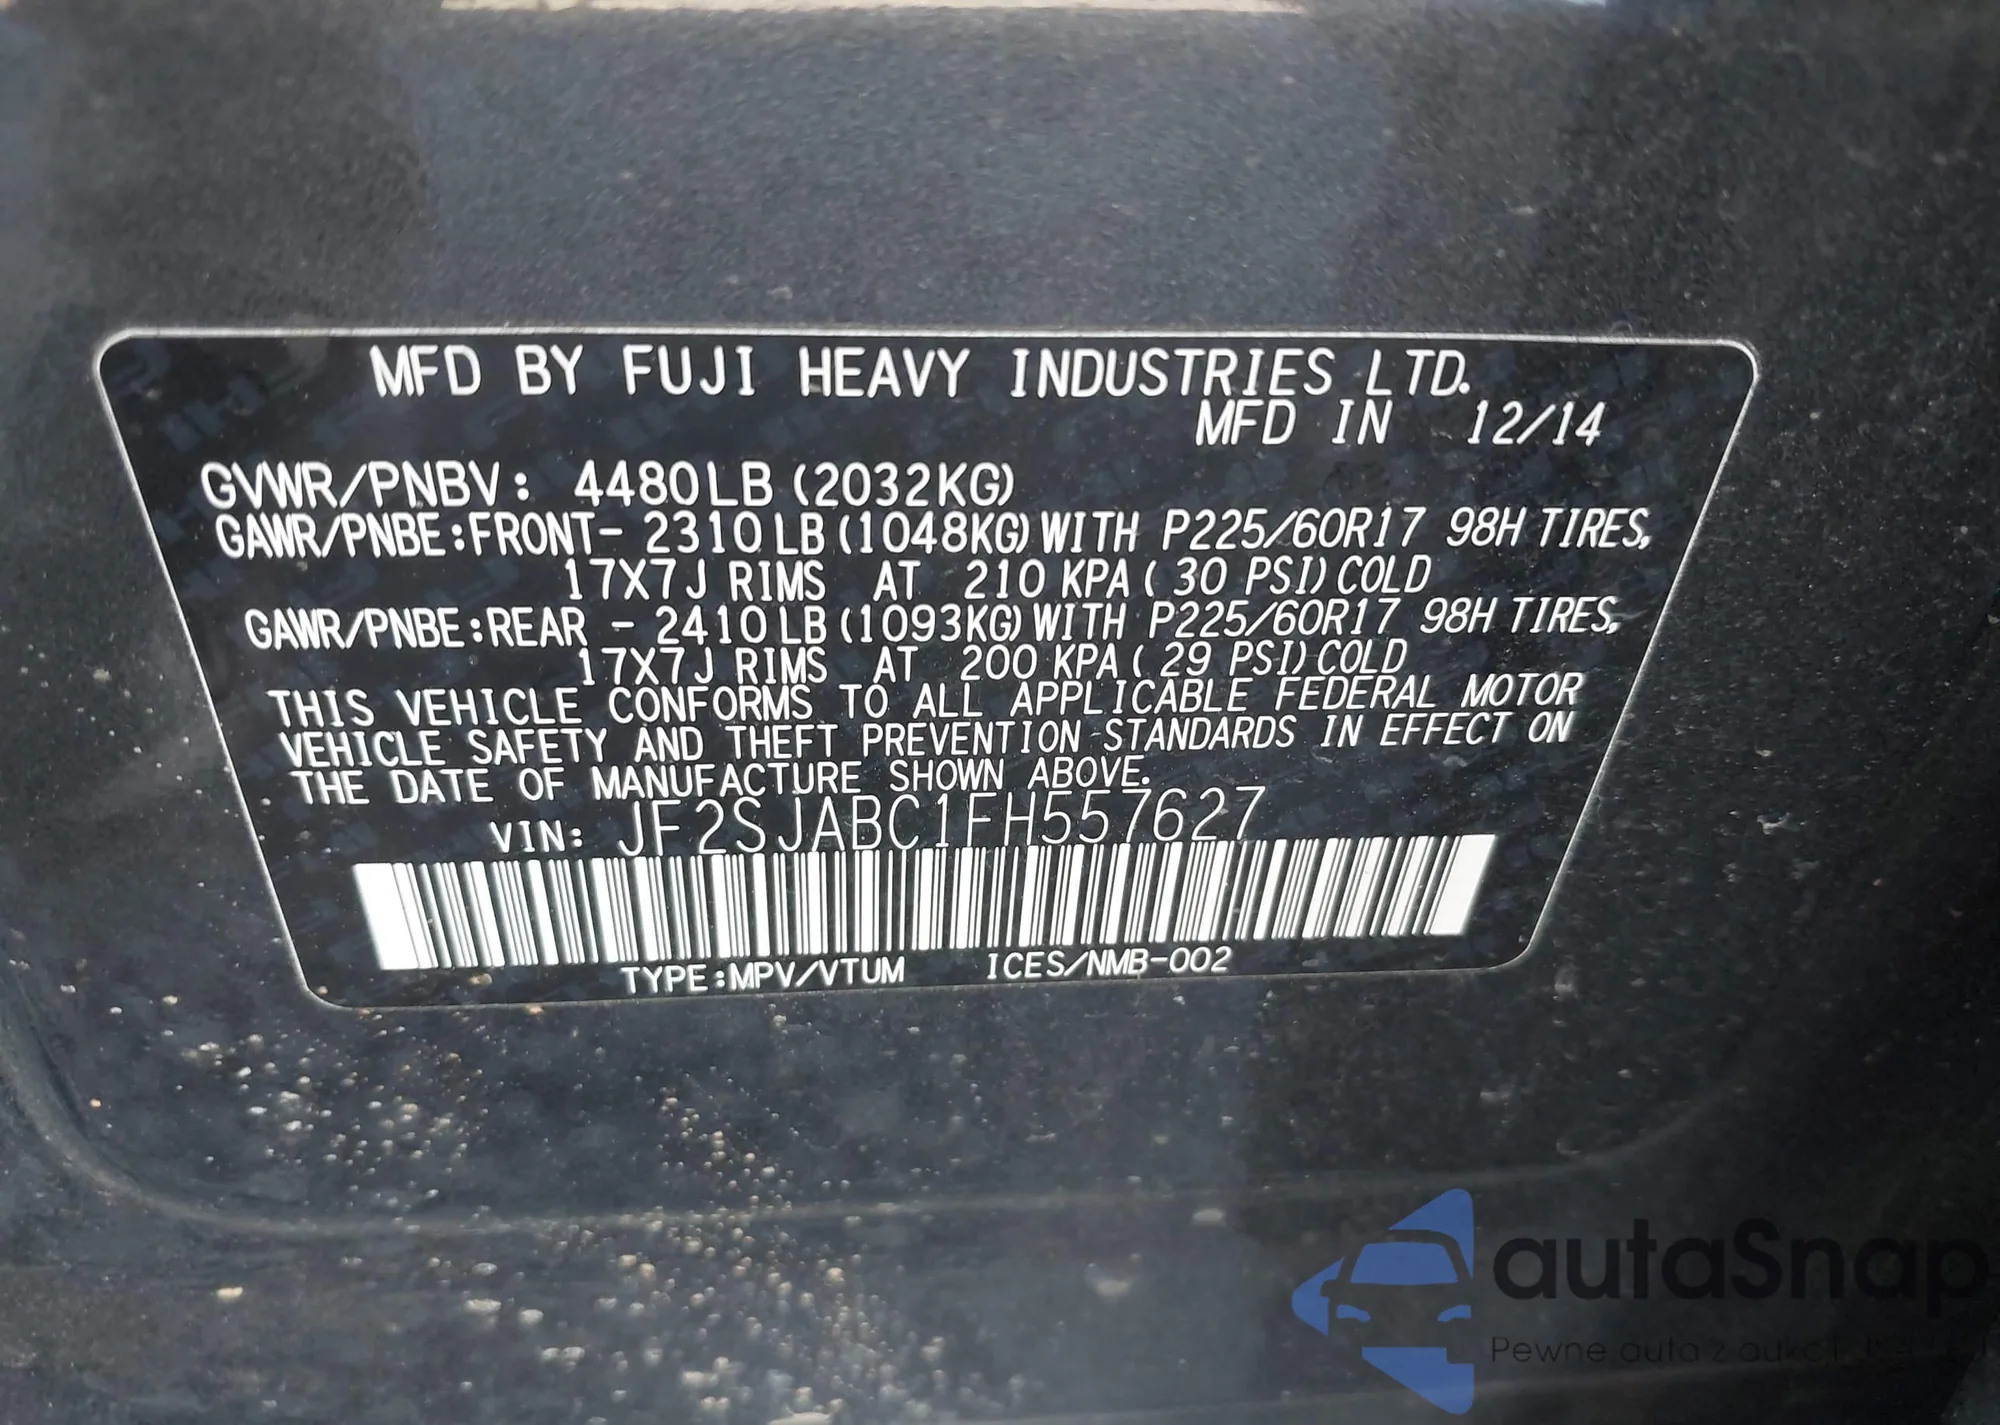 MFD BY FUJI HEAVY INDUSTRIES LTD.
MFD IN 12/14
GVWR/PNBV: 4480LB (2032KG)
GAWR/PNBE:FRONT- 2310LB(1048KG)WITH P225/60R17 98H TIRES,
17X7J RIMS AT 210 KPA( 30 PSI)COLD
GAWR/PNBE:REAR - 2410LB(1093KG)WITH P225/60R17 98H TIRES,
17X7J RIMS AT 200 KPA( 29 PSI)COLD
THIS VEHICLE CONFORMS TO ALL APPLICABLE FEDERAL MOTOR
VEHICLE SAFETY AND THEFT PREVENTION STANDARDS IN EFFECT ON
THE DATE OF MANUFACTURE SHOWN ABOVE.
VIN: JF2SJABC1FH557627
TYPE:MPV/VTUM ICES/NMB-002
autaSnap
Pewne auta z